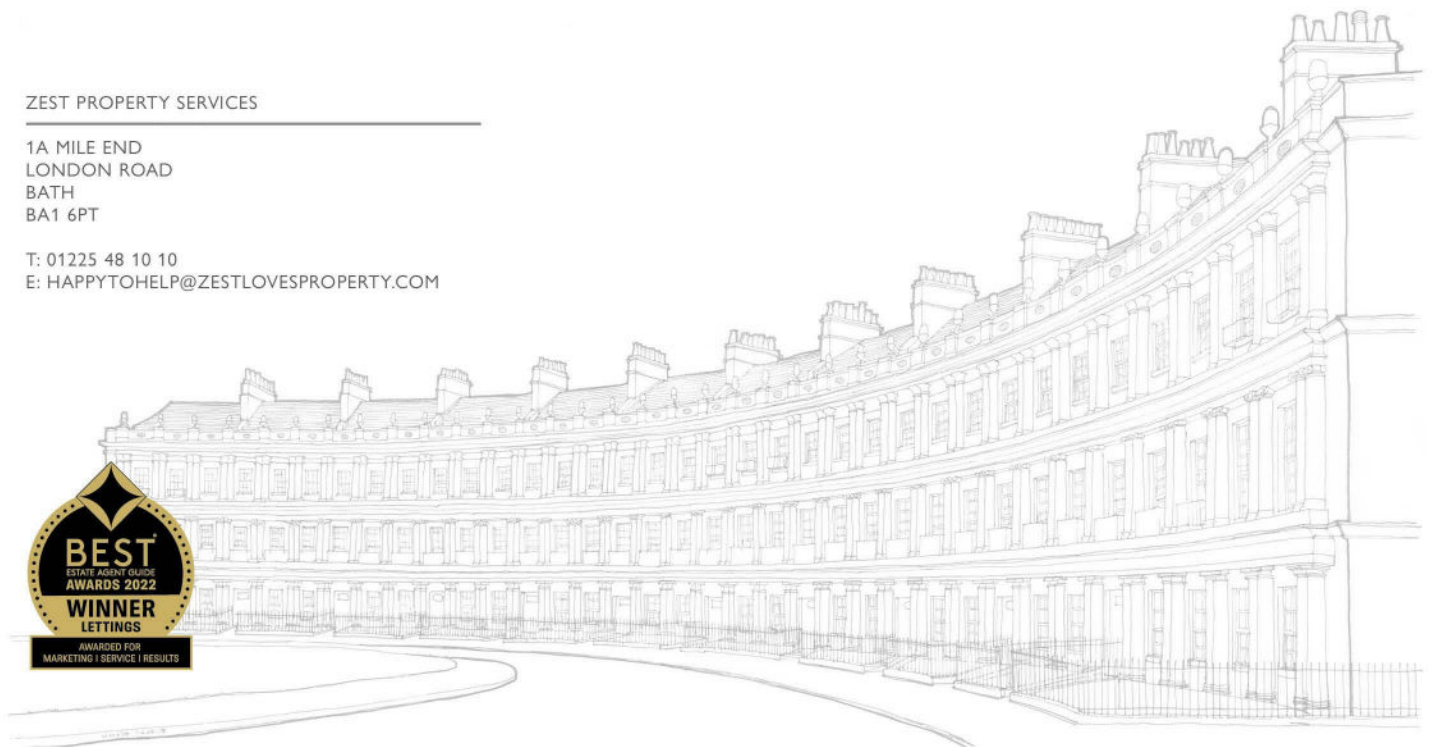 ZEST PROPERTY SERVICES
1A MILE END
LONDON ROAD
BATH
BA1 6PT
T: 01225 48 10 10
E: HAPPYTOHELP@ZESTLOVESPROPERTY.COM
BEST
ESTATE AGENT GUIDE
AWARDS 2022
WINNER
LETTINGS
AWARDED FOR
MARKETING | SERVICE | RESULTS